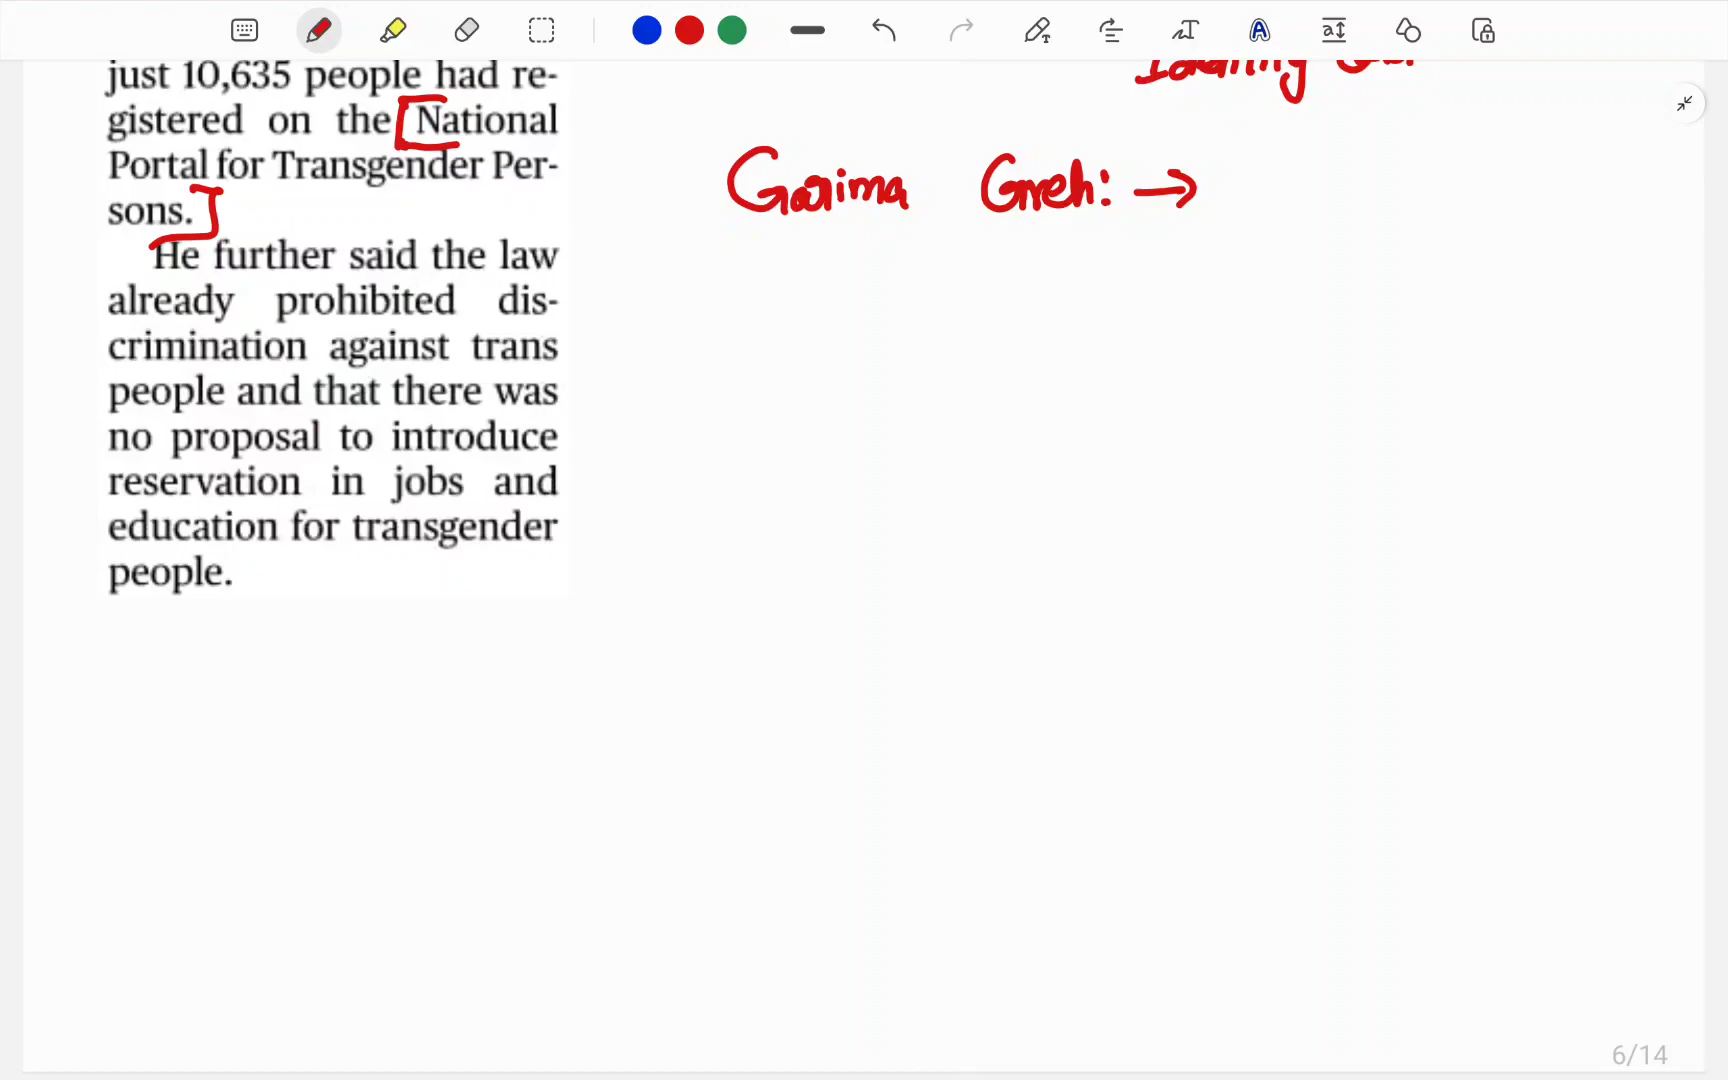 just 10,635 people had re-
gistered on the National
Portal for Transgender Per-
sons.
He further said the law
already prohibited dis-
crimination against trans
people and that there was
no proposal to introduce
reservation in jobs and
education for transgender
people.
Identity
Garima Greh: →
6/14